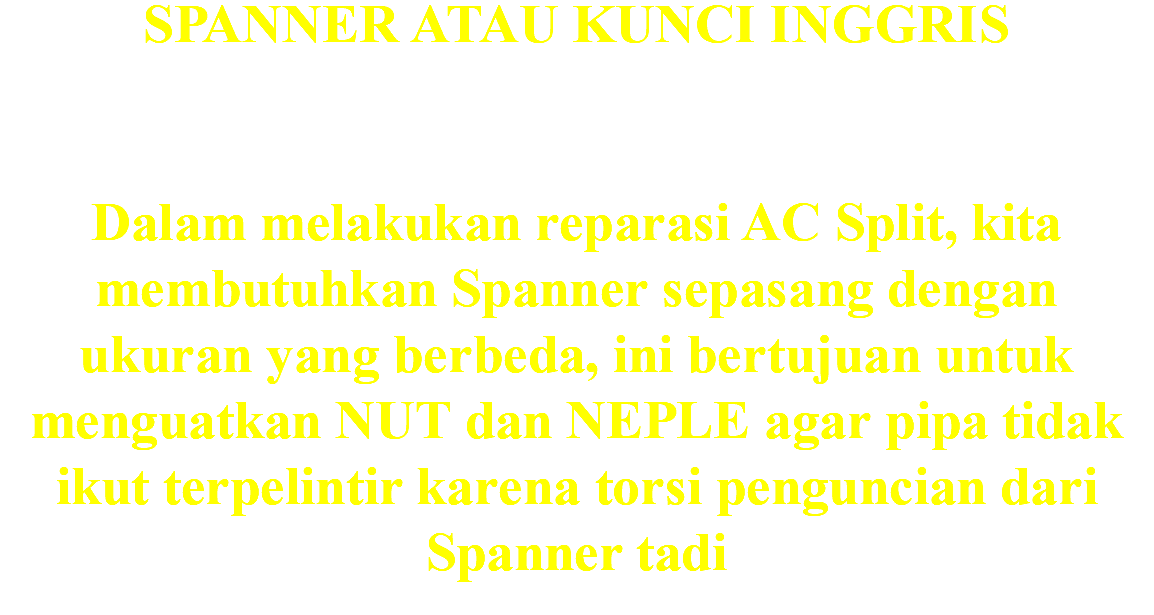 SPANNER ATAU KUNCI INGGRIS
Dalam melakukan reparasi AC Split, kita
membutuhkan Spanner sepasang dengan
ukuran yang berbeda, ini bertujuan untuk
menguatkan NUT dan NEPLE agar pipa tidak
ikut terpelintir karena torsi penguncian dari
Spanner tadi